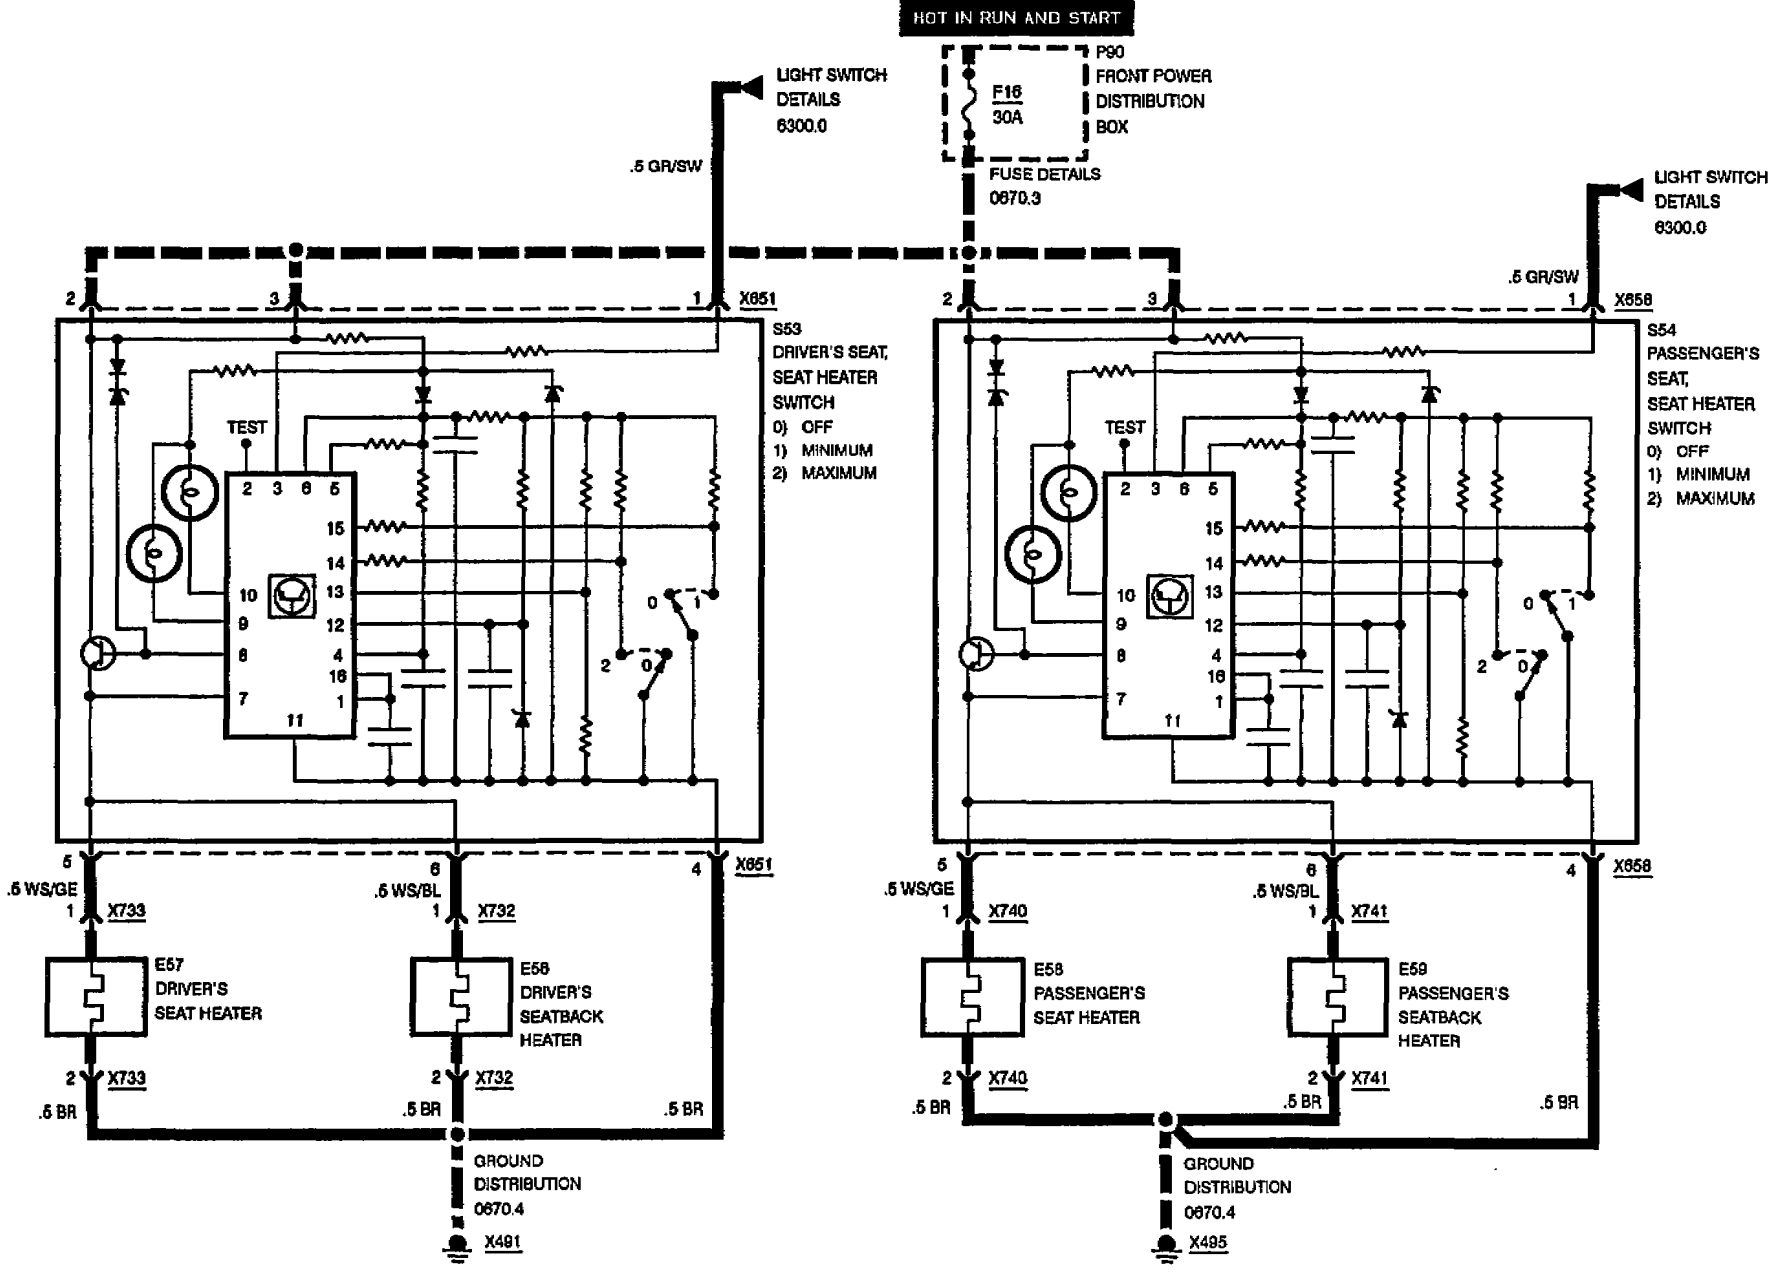 HOT IN RUN AND START
P90
FRONT POWER
DISTRIBUTION
BOX
F16
30A
FUSE DETAILS
0670.3
LIGHT SWITCH
DETAILS
6300.0
.5 GR/SW
LIGHT SWITCH
DETAILS
6300.0
.5 GR/SW
2 3 1 X651
2 3 1 X658
S53
DRIVER'S SEAT,
SEAT HEATER
SWITCH
0) OFF
1) MINIMUM
2) MAXIMUM
TEST
2 3 6 5
15
14
10 13
9 12
8 4
16
7 1
11
0 1
2 0
S54
PASSENGER'S
SEAT,
SEAT HEATER
SWITCH
0) OFF
1) MINIMUM
2) MAXIMUM
TEST
2 3 6 5
15
14
10 13
9 12
8 4
16
7 1
11
0 1
2 0
5 6 4 X651
.5 WS/GE .5 WS/BL
1 X733 1 X732
E57
DRIVER'S
SEAT HEATER
E56
DRIVER'S
SEATBACK
HEATER
2 X733 2 X732
.5 BR .5 BR .5 BR
GROUND
DISTRIBUTION
0670.4
X491
5 6 4 X658
.5 WS/GE .5 WS/BL
1 X740 1 X741
E58
PASSENGER'S
SEAT HEATER
E59
PASSENGER'S
SEATBACK
HEATER
2 X740 2 X741
.5 BR .5 BR .5 BR
GROUND
DISTRIBUTION
0670.4
X495